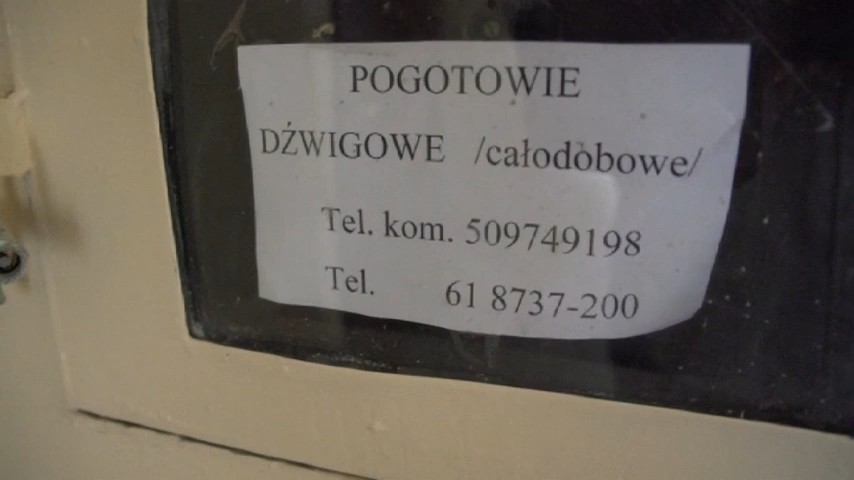 POGOTOWIE
DŹWIGOWE /całodobowe/
Tel. kom. 509749198
Tel. 61 8737-200